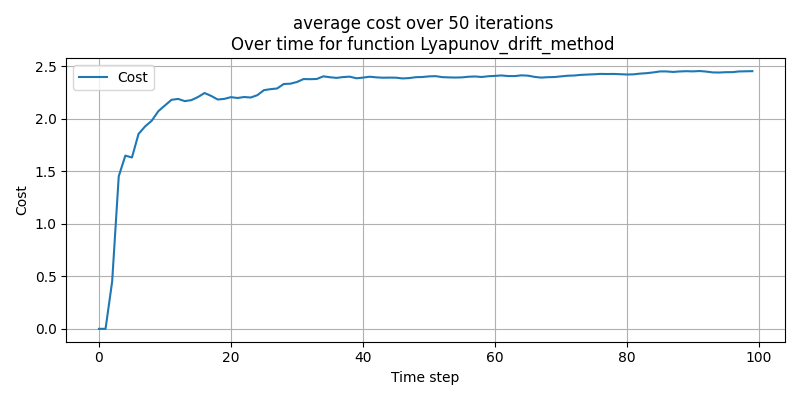 average cost over 50 iterations
Over time for function Lyapunov_drift_method
Cost
2.5
2.0
1.5
1.0
0.5
0.0
Cost
0
20
40
60
80
100
Time step